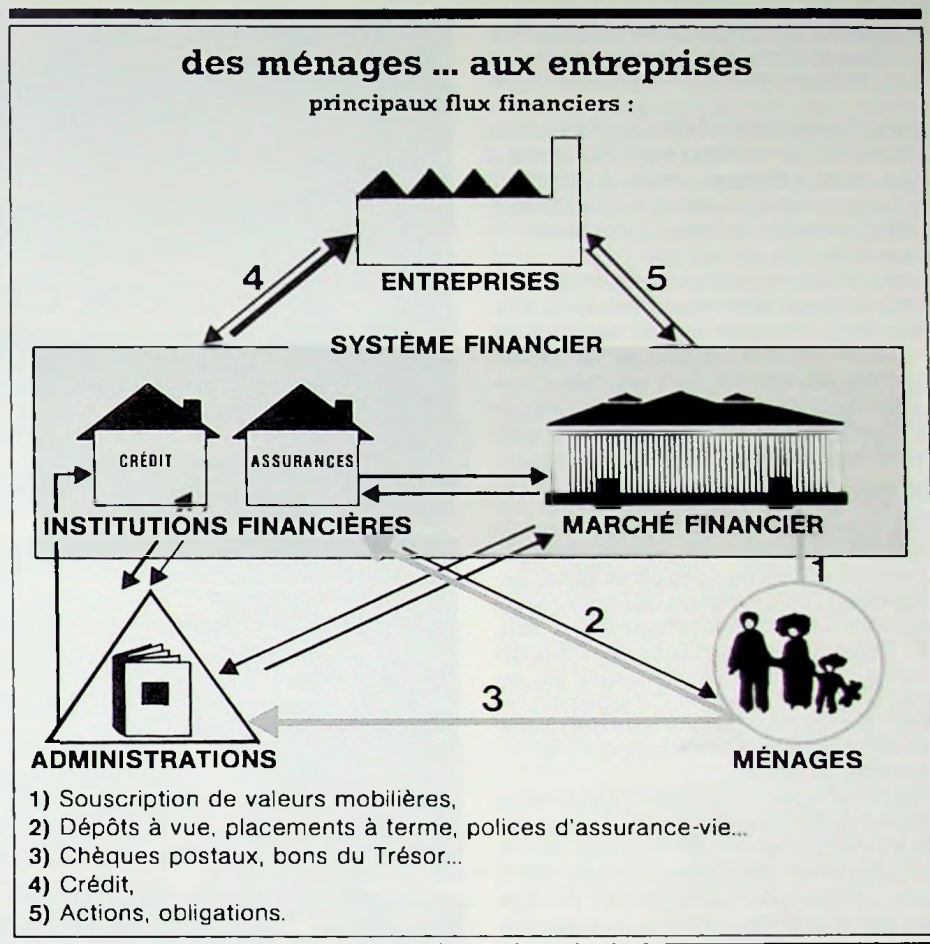 des ménages ... aux entreprises
principaux flux financiers :
ENTREPRISES
4
5
SYSTÈME FINANCIER
CRÉDIT
ASSURANCES
INSTITUTIONS FINANCIÈRES
MARCHÉ FINANCIER
1
2
3
ADMINISTRATIONS
MÉNAGES
1) Souscription de valeurs mobilières,
2) Dépôts à vue, placements à terme, polices d'assurance-vie...
3) Chèques postaux, bons du Trésor...
4) Crédit,
5) Actions, obligations.